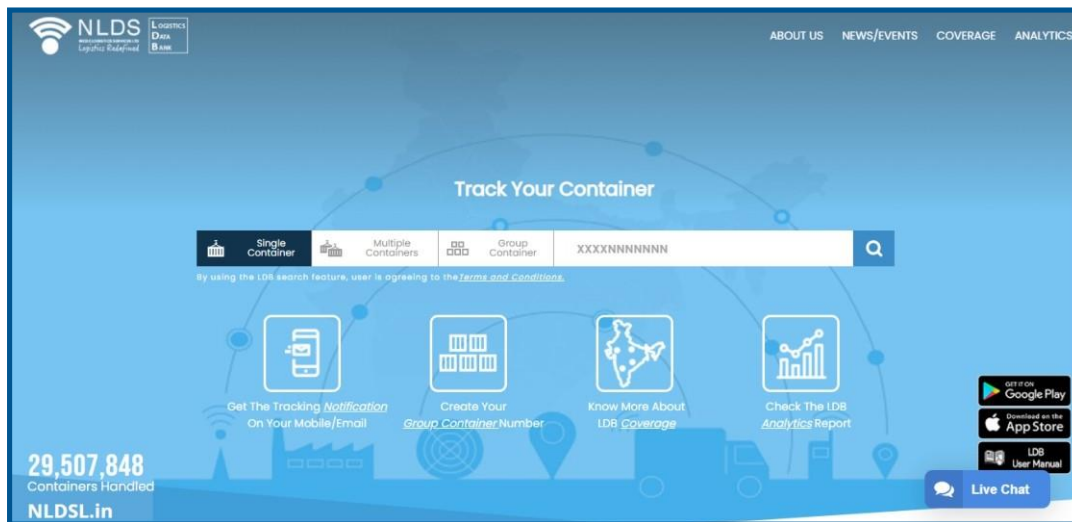 NLDS
Logistics Redefined
LOGISTICS
DATA
BANK
ABOUT US NEWS/EVENTS COVERAGE ANALYTICS
Track Your Container
Single Container
Multiple Containers
Group Container
XXXXNNNNNNN
By using the LDB search feature, user is agreeing to the Terms and Conditions.
Get The Tracking Notification
On Your Mobile/Email
Create Your
Group Container Number
Know More About
LDB Coverage
Check The LDB
Analytics Report
GET IT ON
Google Play
Download on the
App Store
LDB
User Manual
29,507,848
Containers Handled
NLDSL.in
Live Chat